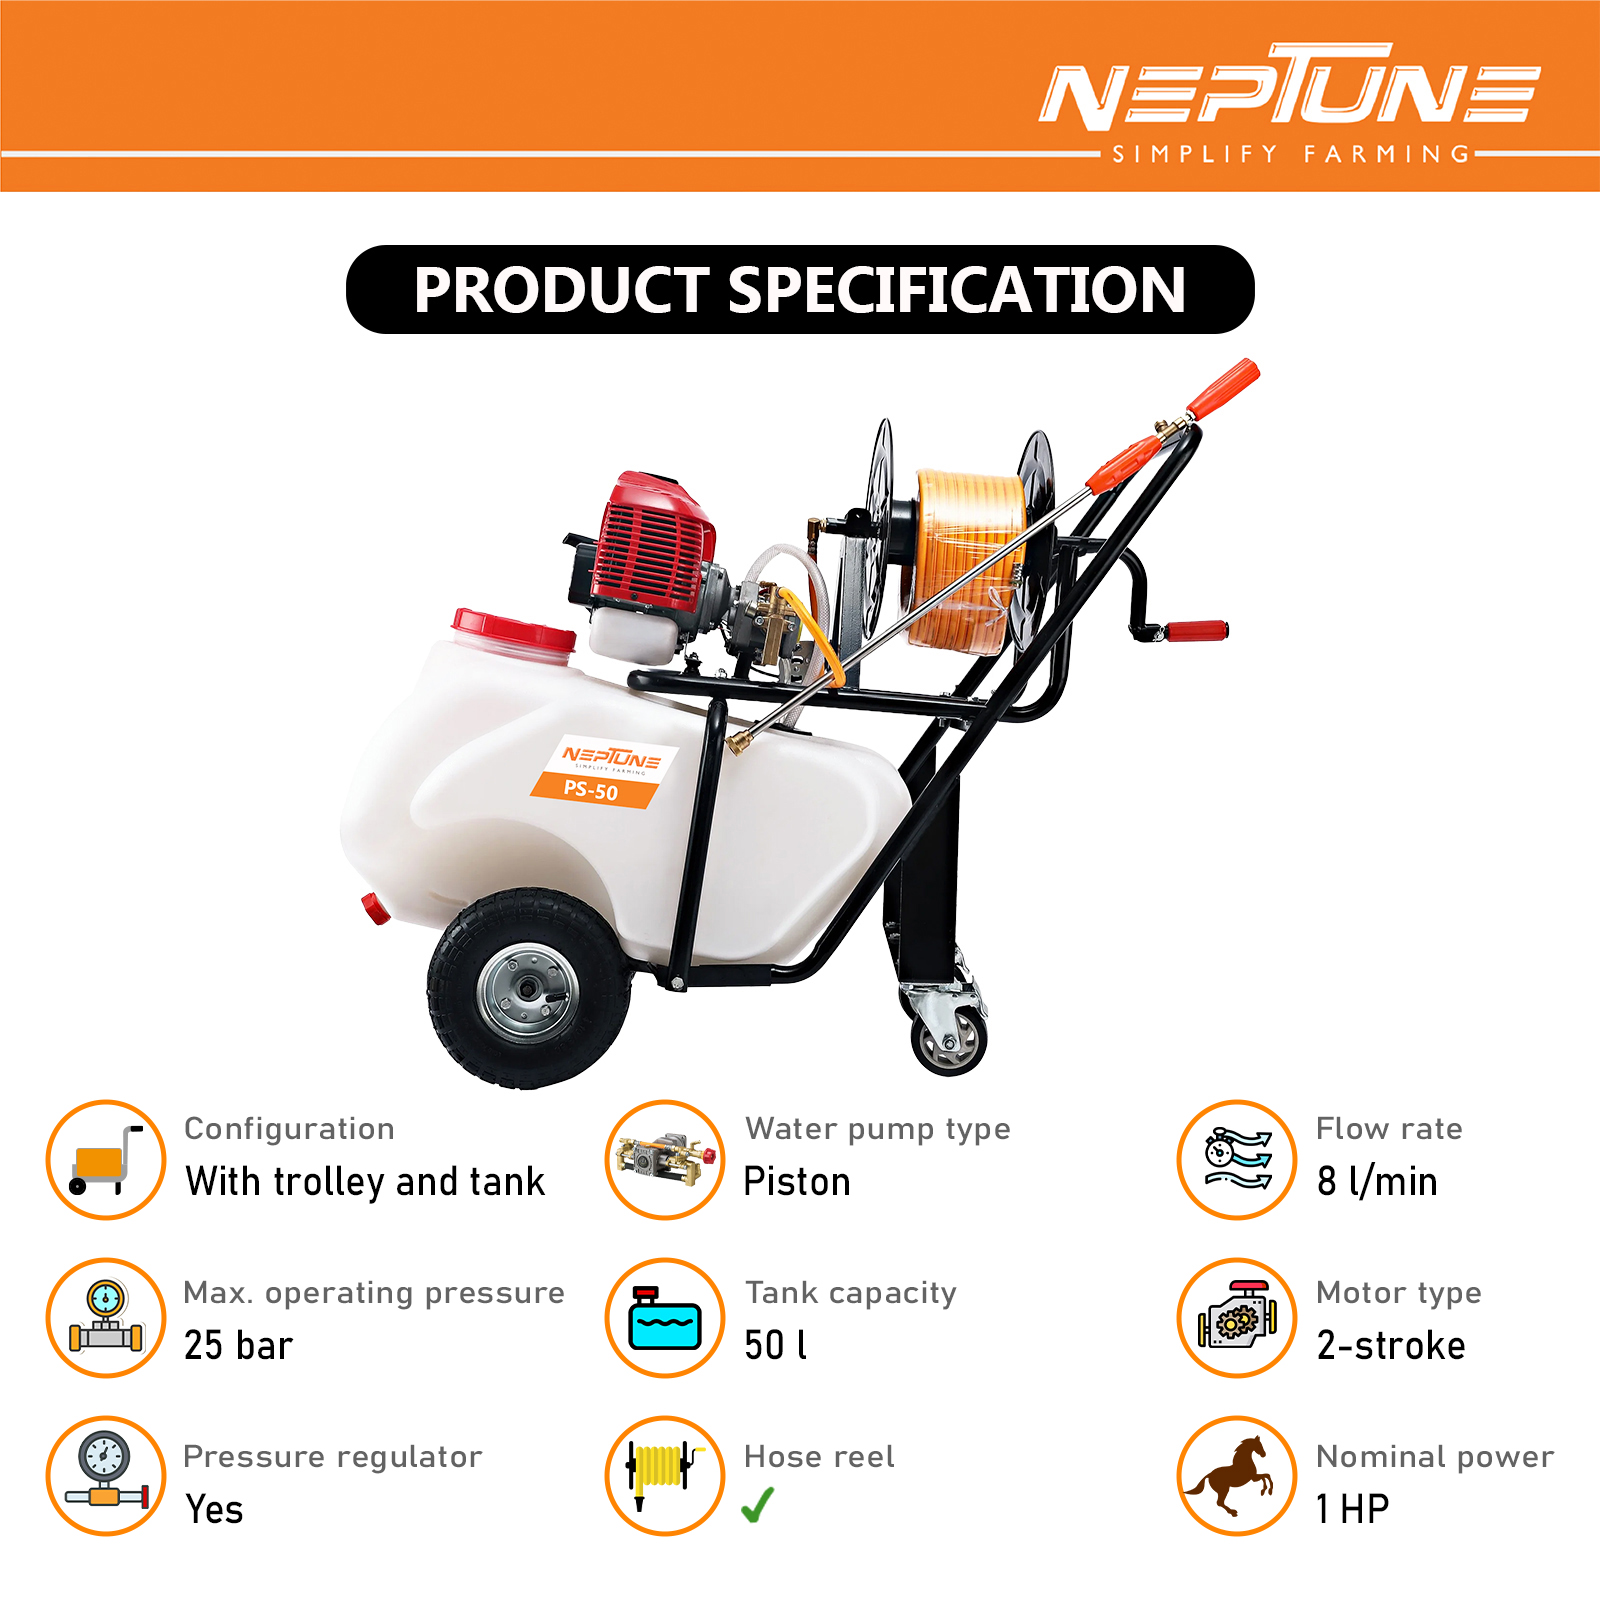 NEPTUNE
SIMPLIFY FARMING
PRODUCT SPECIFICATION
NEPTUNE
SIMPLIFY FARMING
PS-50
Configuration
With trolley and tank
Water pump type
Piston
Flow rate
8 l/min
Max. operating pressure
25 bar
Tank capacity
50 l
Motor type
2-stroke
Pressure regulator
Yes
Hose reel
Nominal power
1 HP